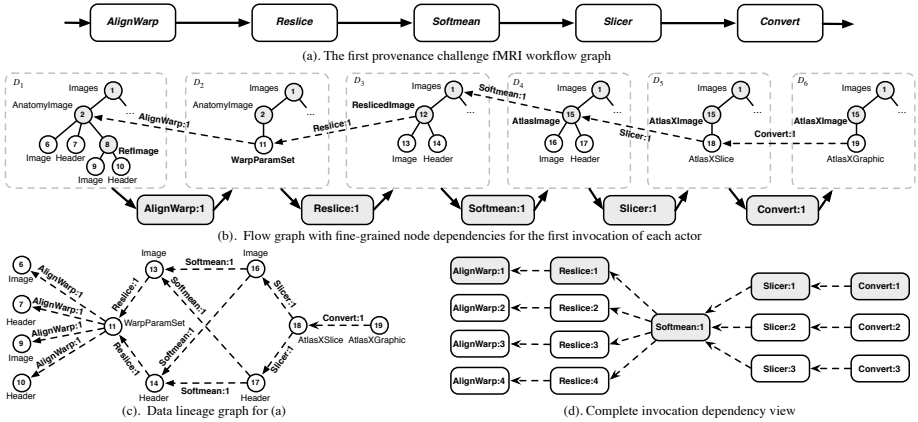 AlignWarp Reslice Softmean Slicer Convert
(a). The first provenance challenge fMRI workflow graph
D1 D2 D3 D4 D5 D6
Images 1 Images 1 Images 1 Softmean:1 Images 1 Images 1 Images 1
... ... ... ... ... ...
AnatomyImage 2 AlignWarp:1 AnatomyImage 2 Reslice:1 ReslicedImage 12 AtlasImage 15 Slicer:1 AtlasXImage 15 Convert:1 AtlasXImage 15
6 7 8 RefImage 11 13 14 16 17 18 19
Image Header WarpParamSet Image Header Image Header AtlasXSlice AtlasXGraphic
9 10
Image Header
AlignWarp:1 Reslice:1 Softmean:1 Slicer:1 Convert:1
(b). Flow graph with fine-grained node dependencies for the first invocation of each actor
6 Image AlignWarp:1
7 Header AlignWarp:1
9 Image AlignWarp:1
10 Header AlignWarp:1
11 WarpParamSet
Reslice:1
Reslice:1
Image 13
14 Header
Softmean:1
Softmean:1
Softmean:1
Softmean:1
Image 16
17 Header
Slicer:1
Slicer:1
18 AtlasXSlice
Convert:1
19 AtlasXGraphic
(c). Data lineage graph for (a)
AlignWarp:1 Reslice:1
AlignWarp:2 Reslice:2
AlignWarp:3 Reslice:3
AlignWarp:4 Reslice:4
Softmean:1
Slicer:1 Convert:1
Slicer:2 Convert:2
Slicer:3 Convert:3
(d). Complete invocation dependency view